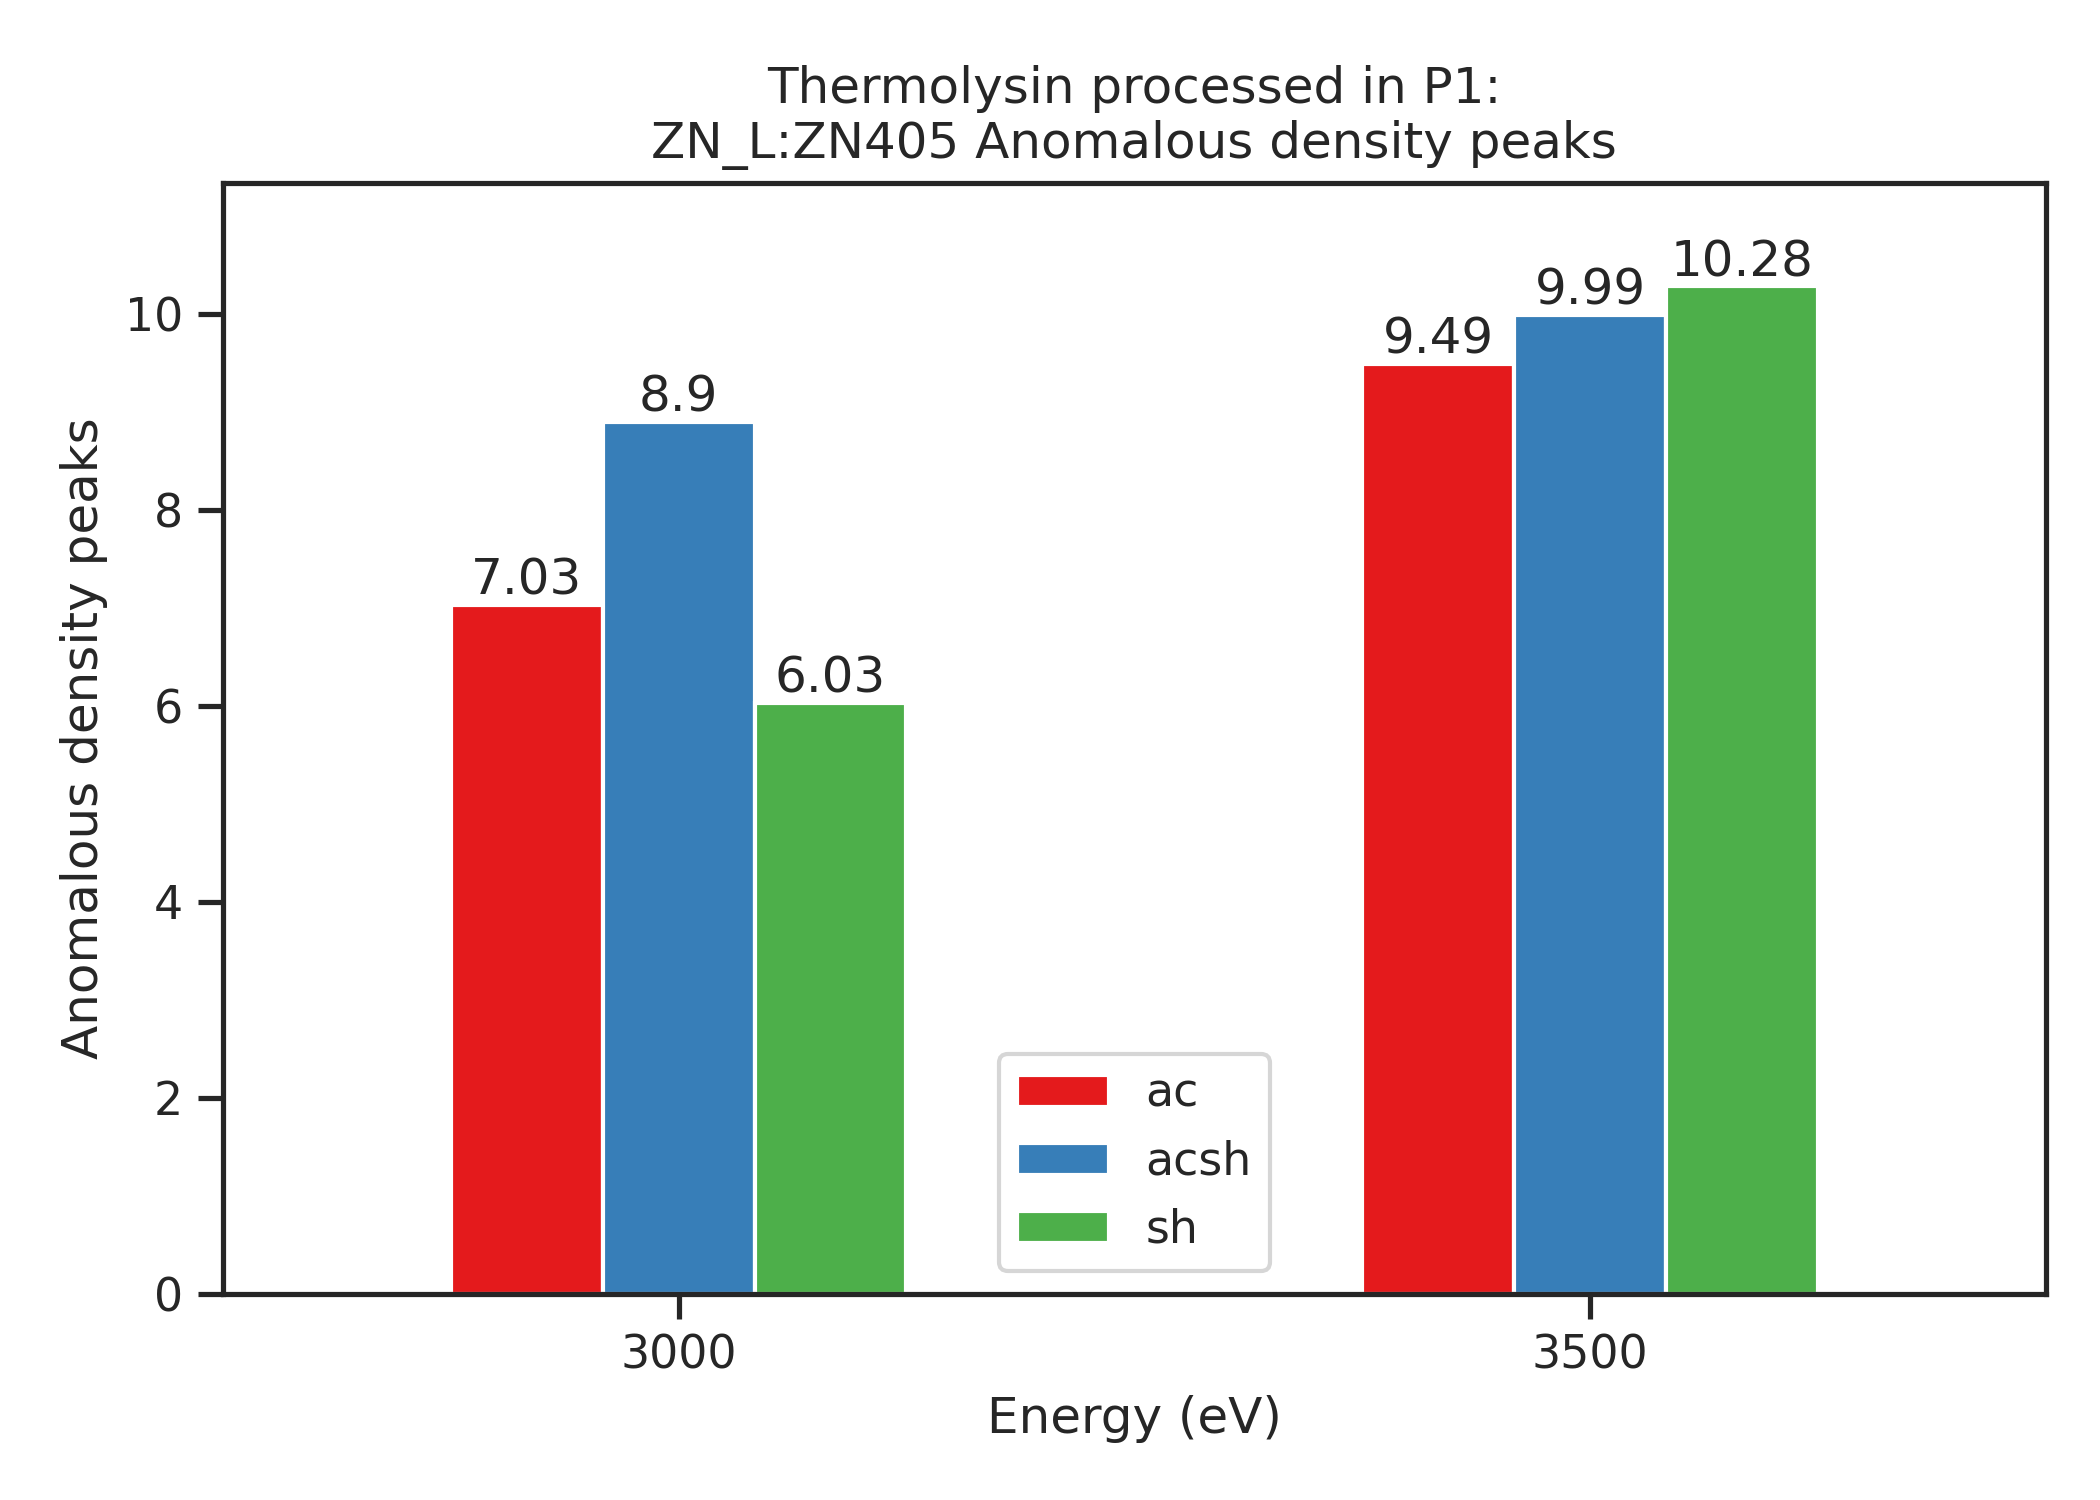 Thermolysin processed in P1:
ZN_L:ZN405 Anomalous density peaks
Anomalous density peaks
10
8
6
4
2
0
7.03
8.9
6.03
9.49
9.99
10.28
ac
acsh
sh
3000
3500
Energy (eV)